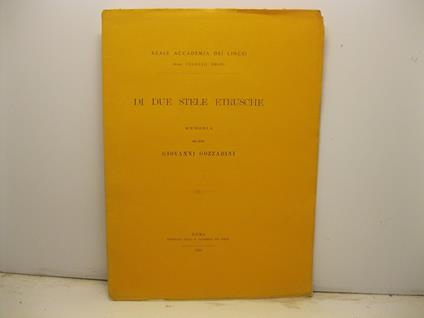 REALE ACCADEMIA DEI LINCEI
DI DUE STELE ETRUSCHE
MEMORIA
GIOVANNI GOZZADINI
ROMA